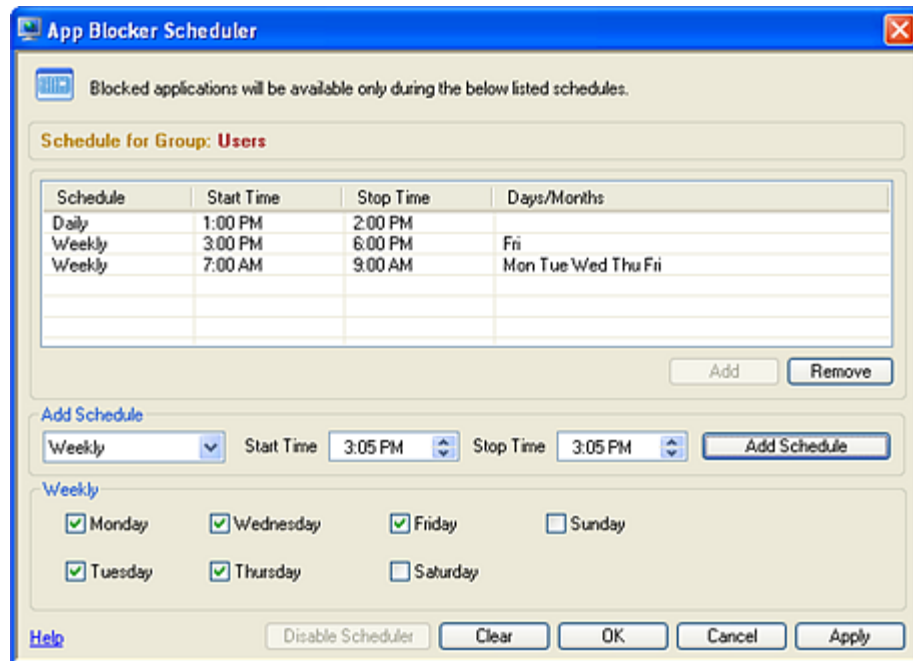 App Blocker Scheduler
Blocked applications will be available only during the below listed schedules.
Schedule for Group: Users
Schedule Start Time Stop Time Days/Months
Daily 1:00 PM 2:00 PM
Weekly 3:00 PM 6:00 PM Fri
Weekly 7:00 AM 9:00 AM Mon Tue Wed Thu Fri
Add Remove
Add Schedule
Weekly Start Time 3:05 PM Stop Time 3:05 PM Add Schedule
Weekly
Monday Wednesday Friday Sunday
Tuesday Thursday Saturday
Help Disable Scheduler Clear OK Cancel Apply